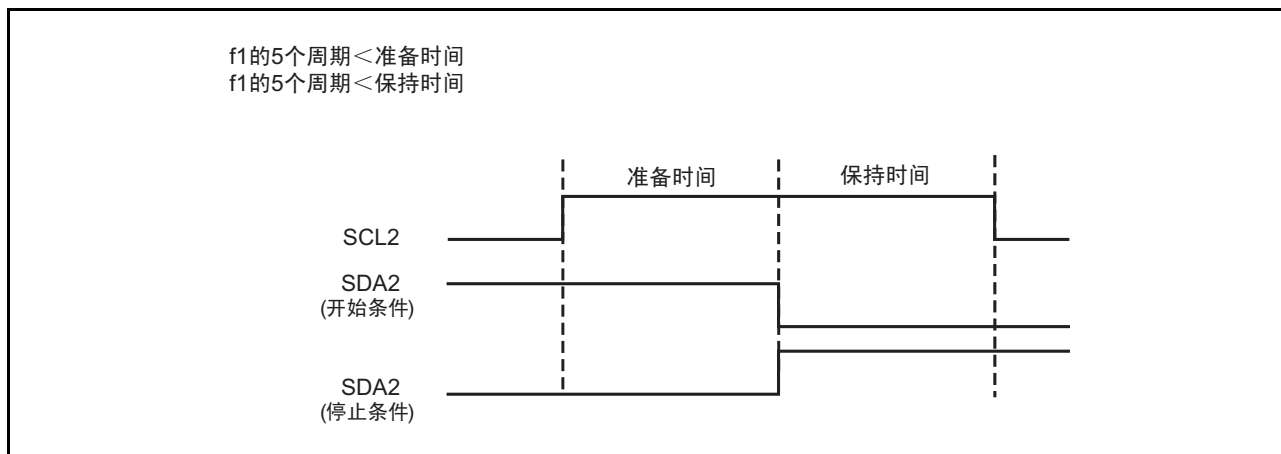 f1的5个周期＜准备时间
f1的5个周期＜保持时间
准备时间
保持时间
SCL2
SDA2
(开始条件)
SDA2
(停止条件)